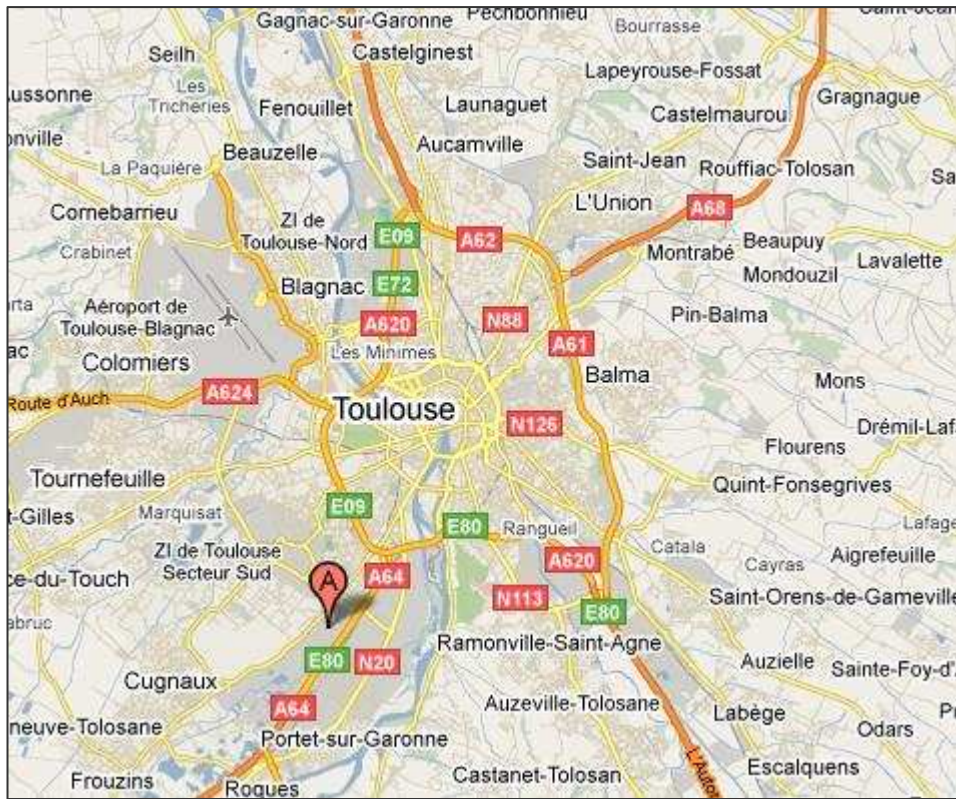 Gagnac-sur-Garonne
Pechbonnieu
Bourrasse
Seilh
Castelginest
Lapeyrouse-Fossat
Les
Tricheries
Fenouillet
Launaguet
Gragnague
Castelmaurou
Aucamville
Beauzelle
La Paquière
Saint-Jean
Rouffiac-Tolosan
L'Union
A68
Cornebarrieu
ZI de
Toulouse-Nord
E09
A62
Crabinet
Montrabé
Beaupuy
Mondouzil
Lavalette
Blagnac
E72
Aéroport de
Toulouse-Blagnac
A620
N88
Pin-Balma
Les Minimes
A61
Colomiers
Balma
Mons
A624
Route d'Auch
Toulouse
N126
Flourens
Tournefeuille
Quint-Fonsegrives
Marquisat
E09
E80
Rangueil
ZI de Toulouse
Secteur Sud
A620
Catala
Cayras
Aigrefeuille
A64
A
N113
E80
Saint-Orens-de-Gameville
Ramonville-Saint-Agne
E80
N20
Auzielle
Cugnaux
A64
Auzeville-Tolosane
Labège
Odars
Portet-sur-Garonne
Frouzins
Roques
Castanet-Tolosan
Escalquens